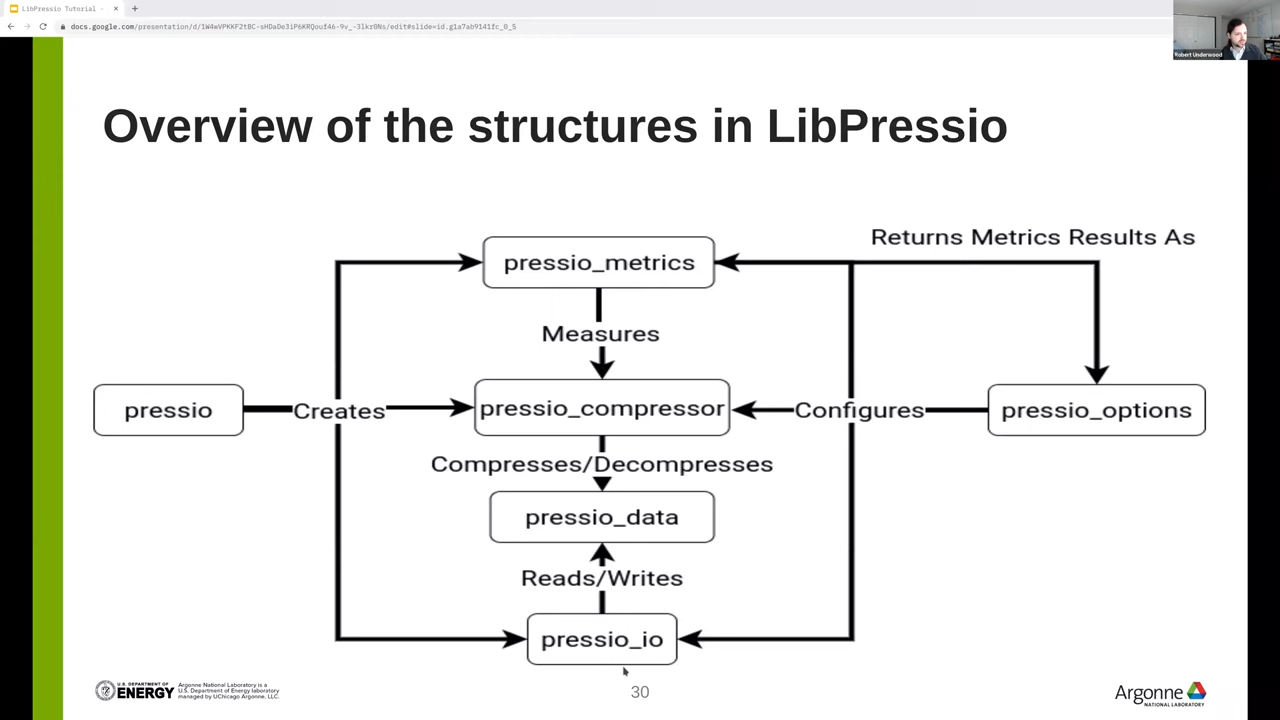 LibPressio Tutorial -
docs.google.com/presentation/d/1W4wVPKKF2tBC-sHDaDe3iP6KRQouf46-9v_-3lkr0Ns/edit#slide=id.g1a7ab9141fc_0_5
Robert Underwood
Overview of the structures in LibPressio
Returns Metrics Results As
pressio_metrics
Measures
pressio
Creates
pressio_compressor
Configures
pressio_options
Compresses/Decompresses
pressio_data
Reads/Writes
pressio_io
U.S. DEPARTMENT OF
ENERGY
Argonne National Laboratory is a
U.S. Department of Energy laboratory
managed by UChicago Argonne, LLC.
30
Argonne
NATIONAL LABORATORY